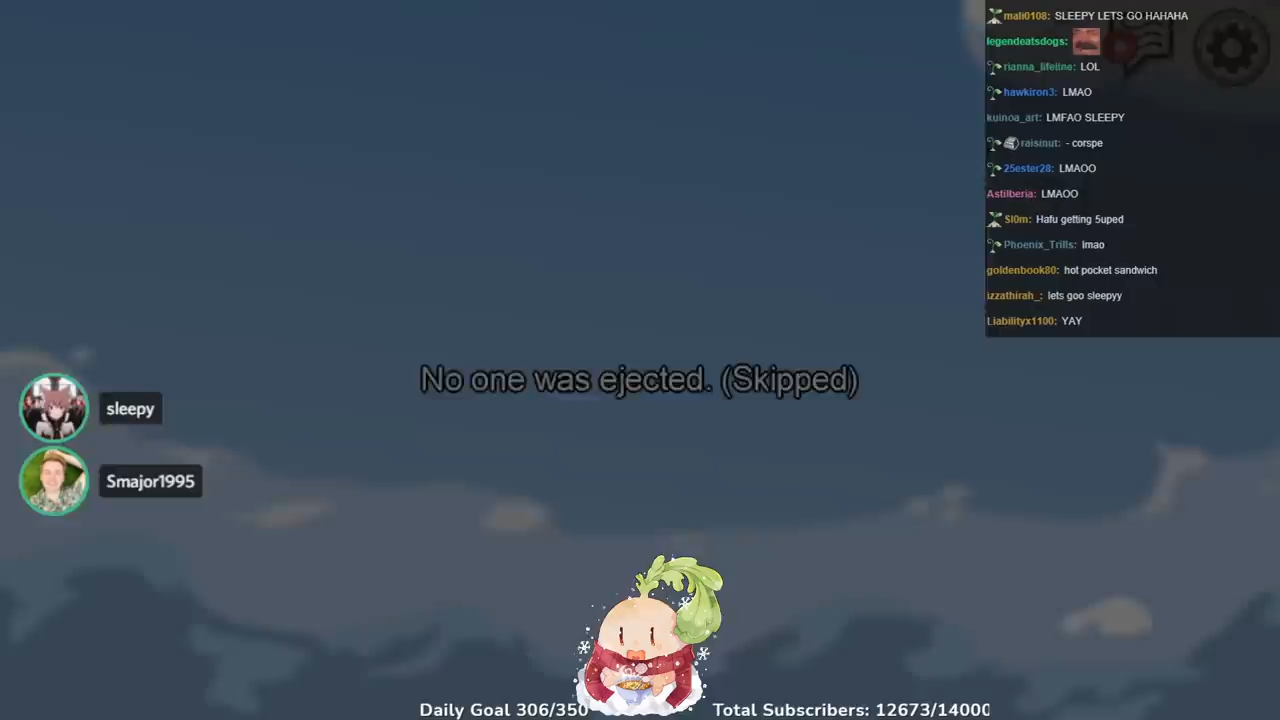 mali0108: SLEEPY LETS GO HAHAHA
legendeatsdogs:
rianna_lifeline: LOL
hawkiron3: LMAO
kuinoa_art: LMFAO SLEEPY
raisinut: - corspe
25ester28: LMAOO
Astilberia: LMAOO
Sl0m: Hafu getting 5uped
Phoenix_Trills: lmao
goldenbook80: hot pocket sandwich
izzathirah_: lets goo sleepyy
Liabilityx1100: YAY
No one was ejected. (Skipped)
sleepy
Smajor1995
Daily Goal 306/350
Total Subscribers: 12673/14000